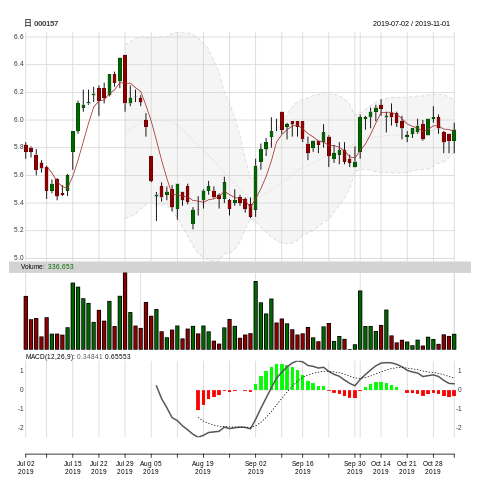 日 000157
2019-07-02 / 2019-11-01
6.6
6.4
6.2
6.0
5.8
5.6
5.4
5.2
5.0
Volume: 336,653
MACD(12,26,9): 0.34841 0.65553
1 1
0 0
-1 -1
-2 -2
Jul 02 Jul 15 Jul 22 Jul 29 Aug 05 Aug 19 Sep 02 Sep 16 Sep 30 Oct 14 Oct 21 Oct 28
2019 2019 2019 2019 2019 2019 2019 2019 2019 2019 2019 2019